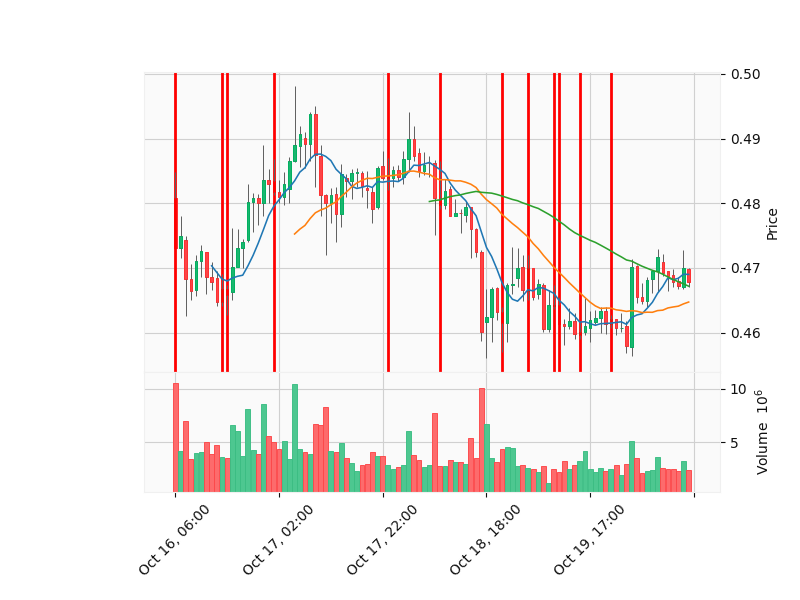 0.50
0.49
0.48
0.47
0.46
Price
10
5
Volume 10^6
Oct 16, 06:00
Oct 17, 02:00
Oct 17, 22:00
Oct 18, 18:00
Oct 19, 17:00